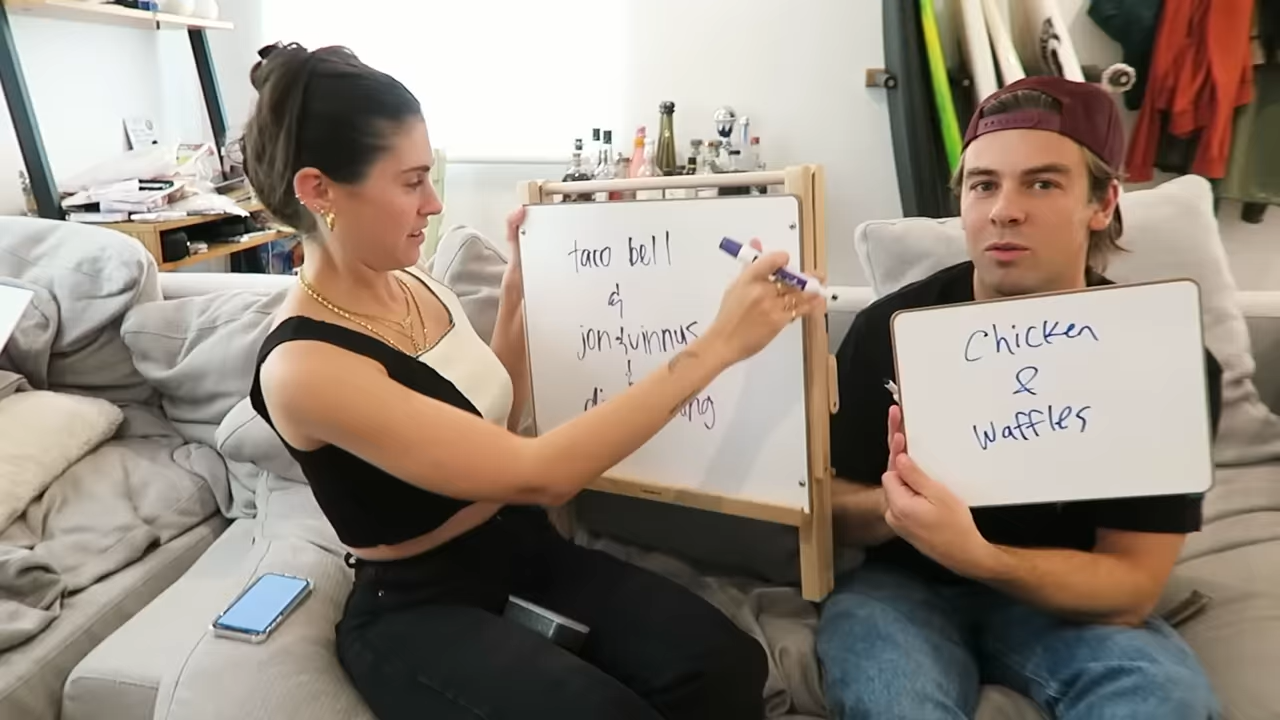 taco bell
&
jon & vinnys
&
Chicken
&
Waffles